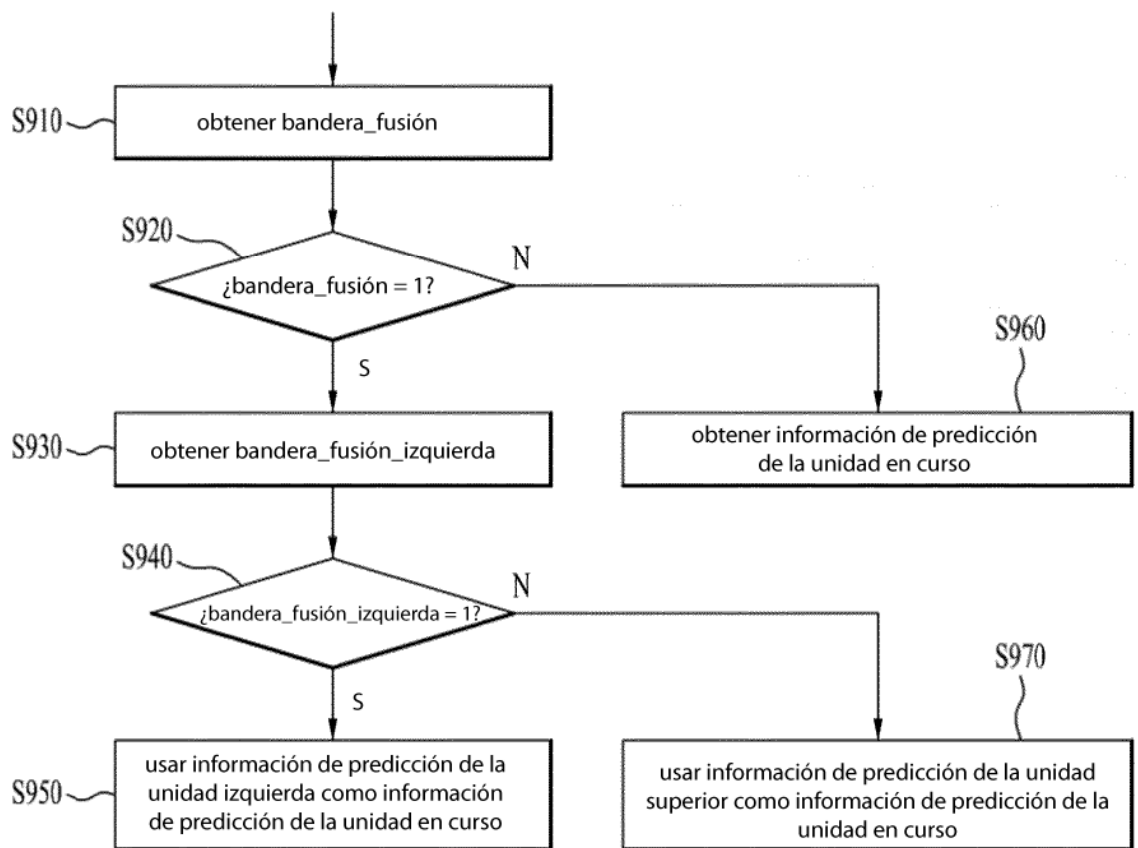 S910
obtener bandera_fusión
S920
¿bandera_fusión = 1?
N
S
S960
S930
obtener bandera_fusión_izquierda
obtener información de predicción
de la unidad en curso
S940
¿bandera_fusión_izquierda = 1?
N
S
S970
S950
usar información de predicción de la
unidad izquierda como información
de predicción de la unidad en curso
usar información de predicción de la unidad
superior como información de predicción de la
unidad en curso